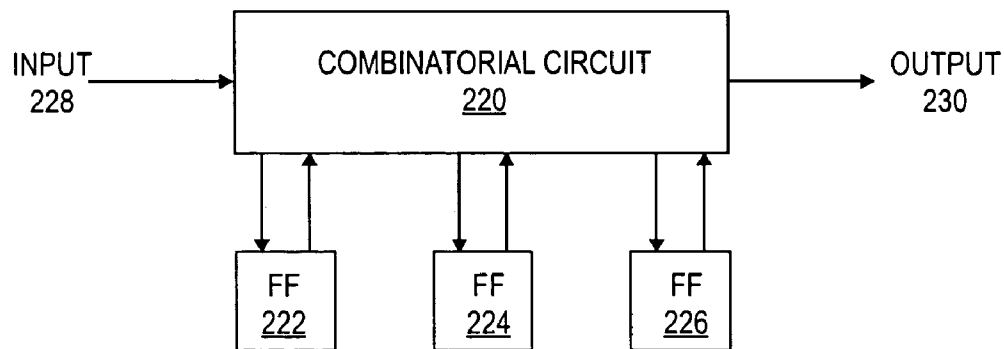 INPUT
228
COMBINATORIAL CIRCUIT
220
OUTPUT
230
FF
222
FF
224
FF
226